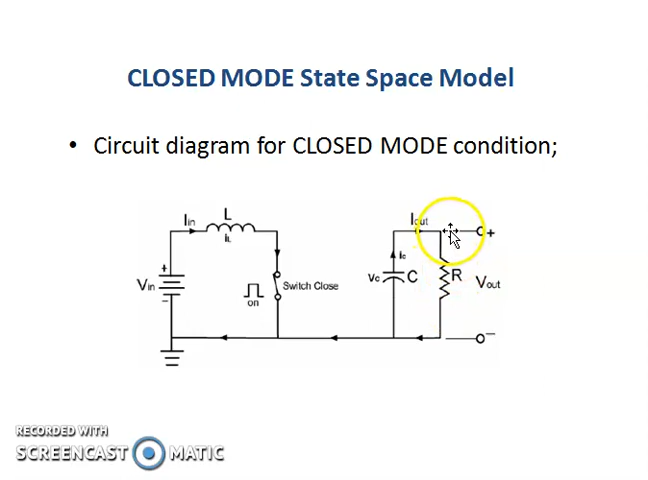 CLOSED MODE State Space Model
• Circuit diagram for CLOSED MODE condition;
Iin
L
iL
Iout
+
Ic
+
Vin
−
on
Switch Close
Vc
C
R
Vout
−
RECORDED WITH
SCREENCAST MATIC